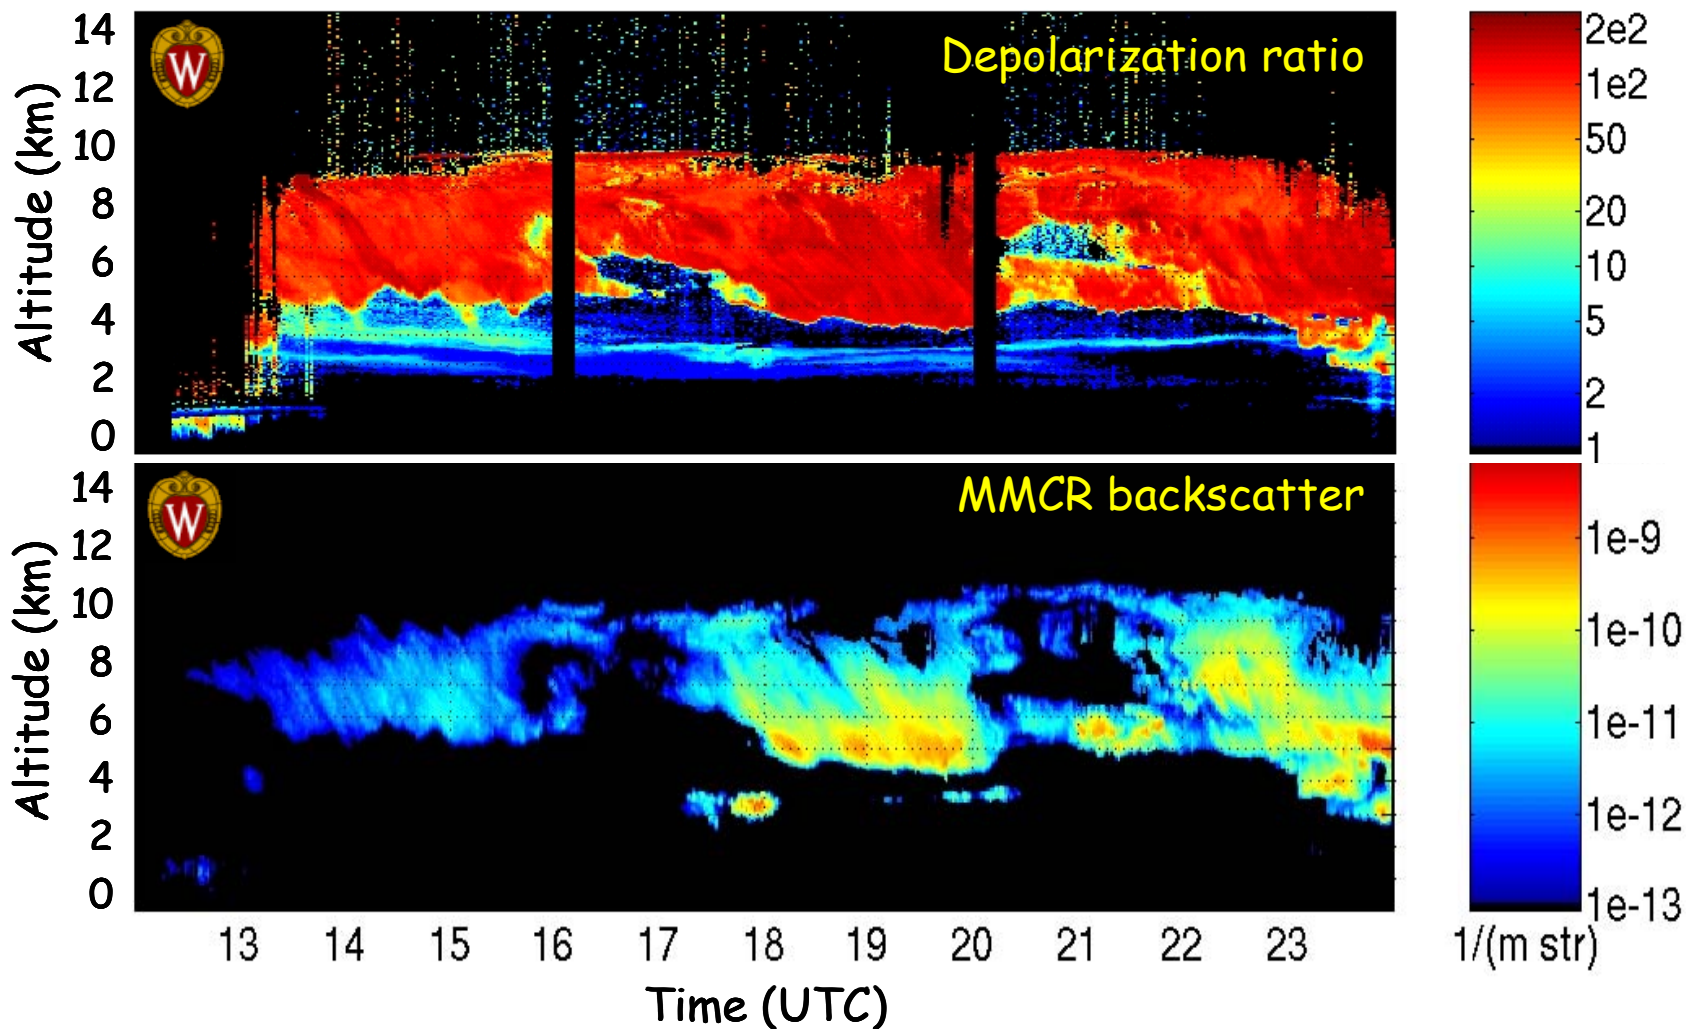 Depolarization ratio
W
Altitude (km)
14
12
10
8
6
4
2
0
2e2
1e2
50
20
10
5
2
1
MMCR backscatter
W
Altitude (km)
14
12
10
8
6
4
2
0
1e-9
1e-10
1e-11
1e-12
1e-13
1/(m str)
13 14 15 16 17 18 19 20 21 22 23
Time (UTC)